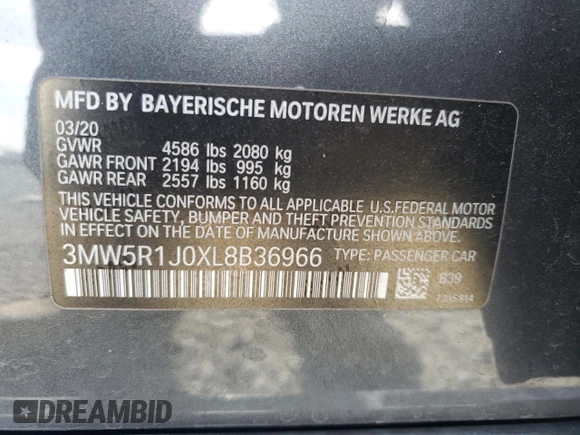 MFD BY BAYERISCHE MOTOREN WERKE AG
03/20
GVWR 4586 lbs 2080 kg
GAWR FRONT 2194 lbs 995 kg
GAWR REAR 2557 lbs 1160 kg
THIS VEHICLE CONFORMS TO ALL APPLICABLE U.S.FEDERAL MOTOR
VEHICLE SAFETY, BUMPER AND THEFT PREVENTION STANDARDS
IN EFFECT ON THE DATE OF MANUFACTURE SHOWN ABOVE.
3MW5R1J0XL8B36966 TYPE: PASSENGER CAR
B39
7315814
DREAMBID